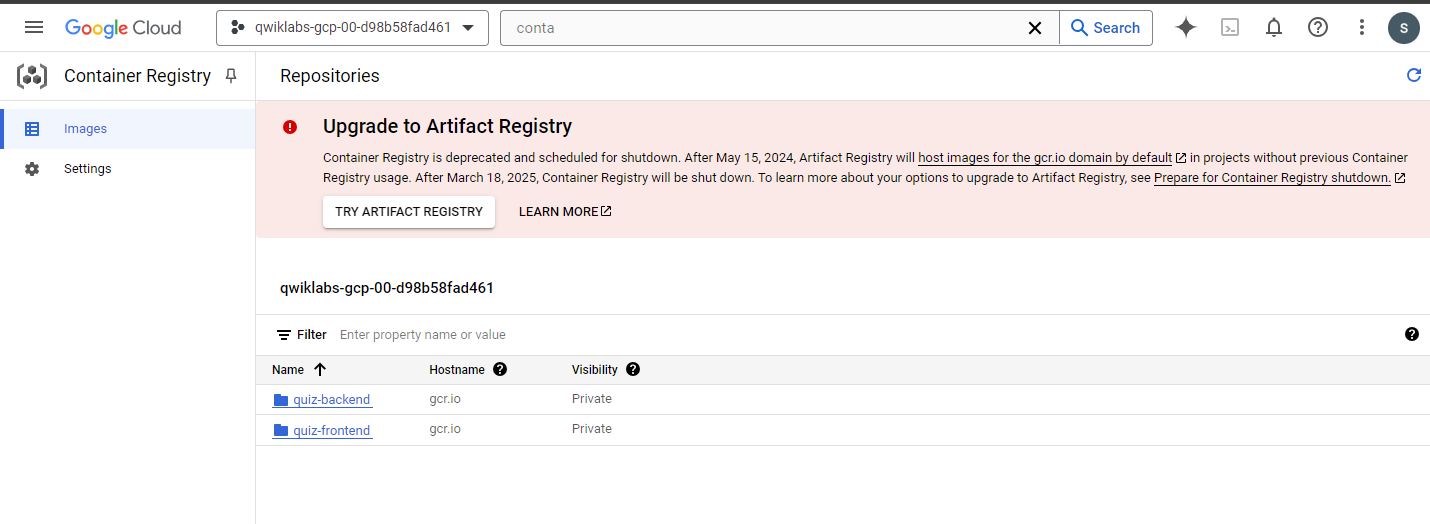 Google Cloud
qwiklabs-gcp-00-d98b58fad461
conta
Search
S
Container Registry
Repositories
Images
Settings
Upgrade to Artifact Registry
Container Registry is deprecated and scheduled for shutdown. After May 15, 2024, Artifact Registry will host images for the gcr.io domain by default in projects without previous Container
Registry usage. After March 18, 2025, Container Registry will be shut down. To learn more about your options to upgrade to Artifact Registry, see Prepare for Container Registry shutdown.
TRY ARTIFACT REGISTRY LEARN MORE
qwiklabs-gcp-00-d98b58fad461
Filter Enter property name or value
Name Hostname Visibility
quiz-backend gcr.io Private
quiz-frontend gcr.io Private